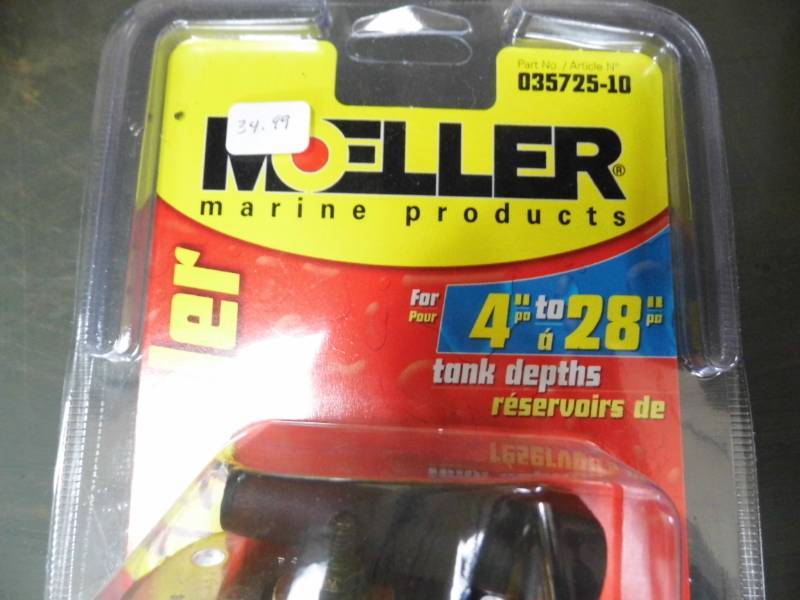 Part No. / Article N°
035725-10
34.99
MOELLER®
marine products
For 4" to 28"
Pour po á po
tank depths
réservoirs de